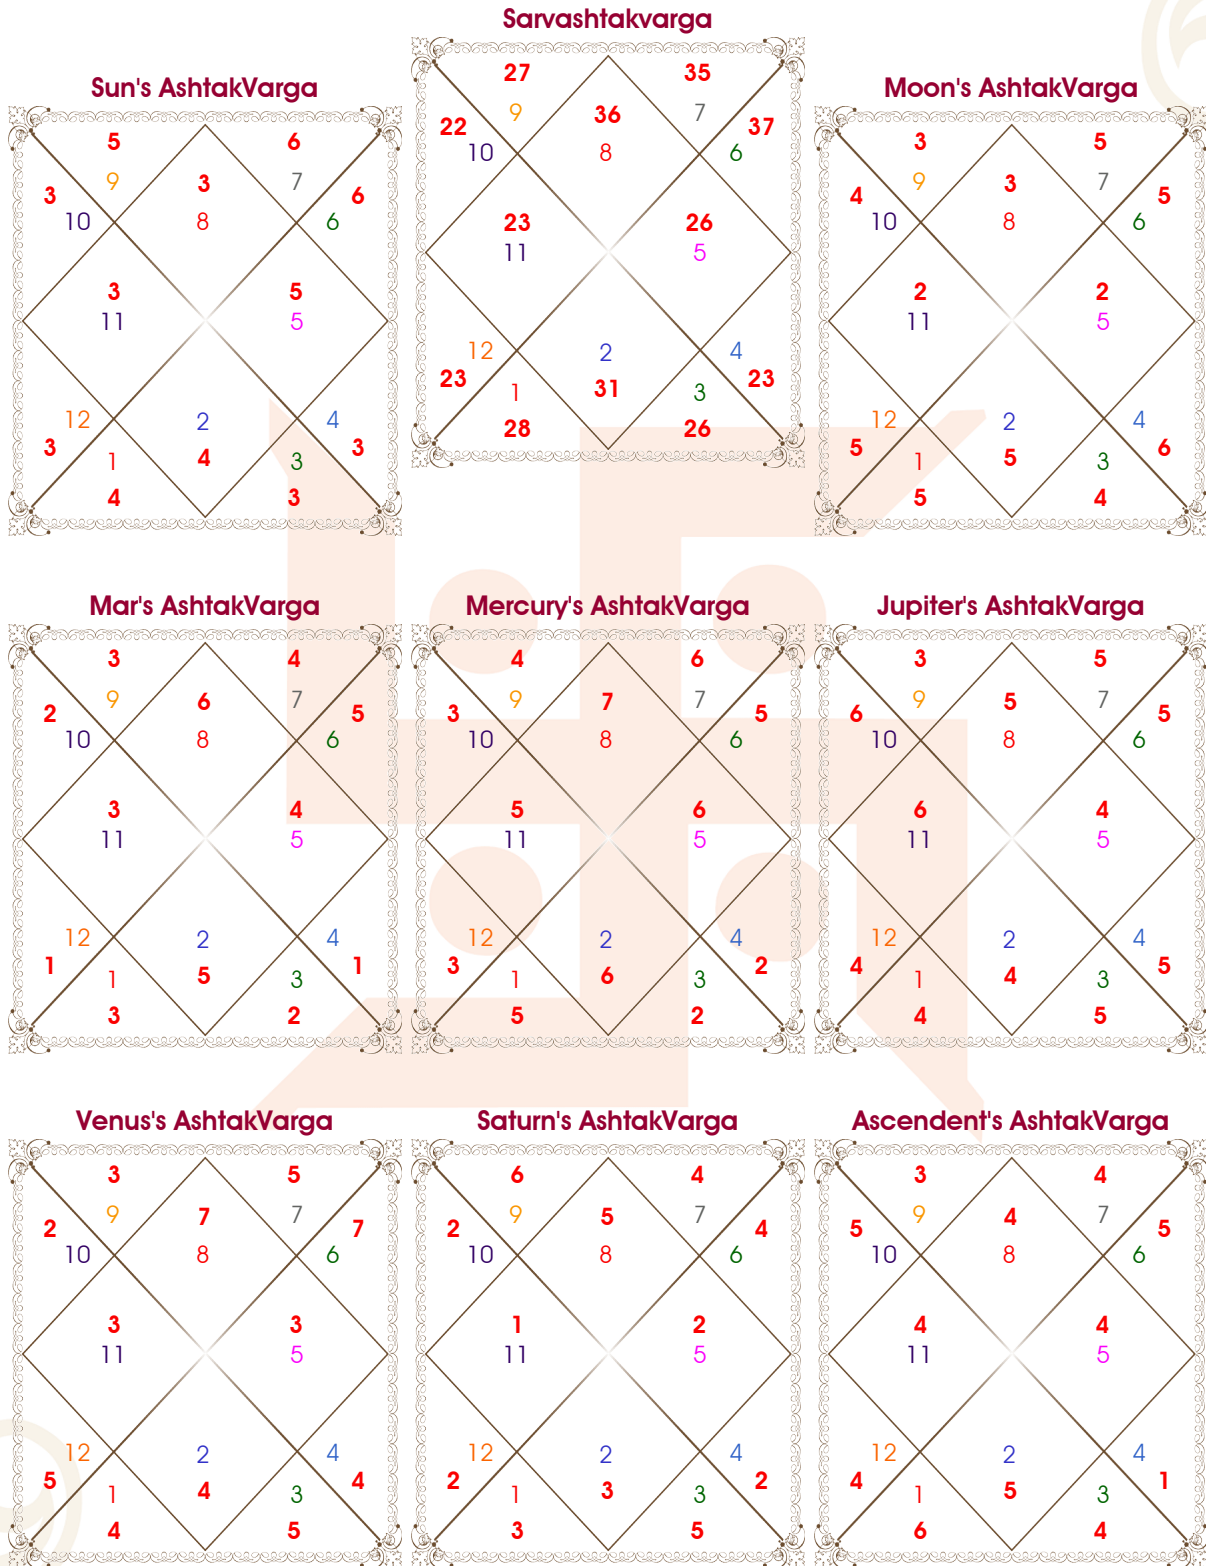 Sarvashtakvarga
27 35
9 36 7
22 37
10 8 6
23 26
11 5
12 2 4
23 31 23
1 3
28 26
Sun's AshtakVarga
5 6
9 3 7
3 6
10 8 6
3 5
11 5
12 2 4
3 4 3
1 3
4 3
Moon's AshtakVarga
3 5
9 3 7
4 5
10 8 6
2 2
11 5
12 2 4
5 5 6
1 3
5 4
Mar's AshtakVarga
3 4
9 6 7
2 5
10 8 6
3 4
11 5
12 2 4
1 5 1
1 3
3 2
Mercury's AshtakVarga
4 6
9 7 7
3 5
10 8 6
5 6
11 5
12 2 4
3 6 2
1 3
5 2
Jupiter's AshtakVarga
3 5
9 5 7
6 5
10 8 6
6 4
11 5
12 2 4
4 4 5
1 3
4 5
Venus's AshtakVarga
3 5
9 7 7
2 7
10 8 6
3 3
11 5
12 2 4
5 4 4
1 3
4 5
Saturn's AshtakVarga
6 4
9 5 7
2 4
10 8 6
1 2
11 5
12 2 4
2 3 2
1 3
3 5
Ascendent's AshtakVarga
3 4
9 4 7
5 5
10 8 6
4 4
11 5
12 2 4
4 5 1
1 3
6 4